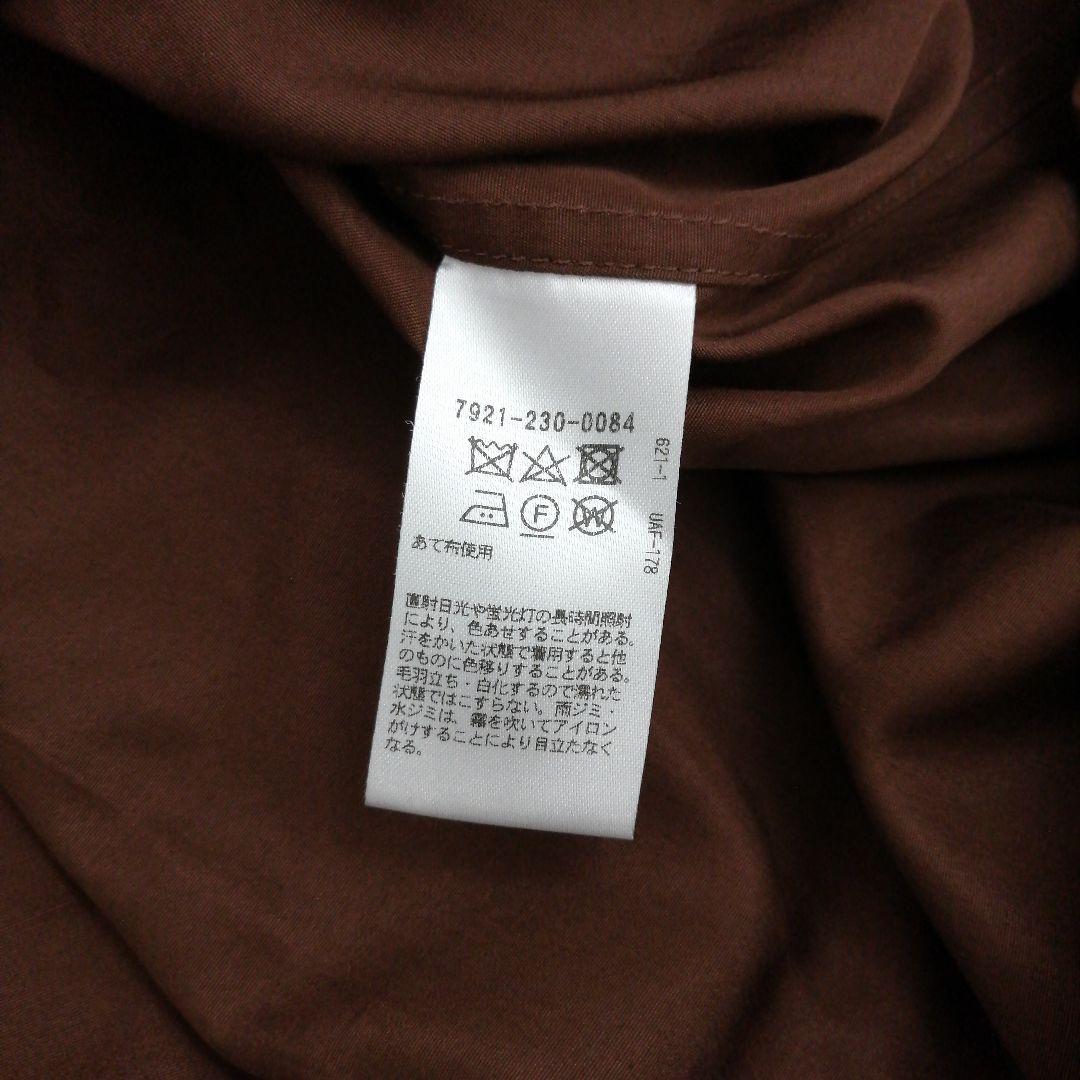 7921-230-0084
F
W
あて布使用
621-1 UAF-178
直射日光や蛍光灯の長時間照射
により、色あせすることがある。
汗をかいた状態で着用すると他
のものに色移りすることがある。
毛羽立ち・白化するので濡れた
状態ではこすらない。雨ジミ・
水ジミは、霧を吹いてアイロン
がけすることにより目立たなく
なる。